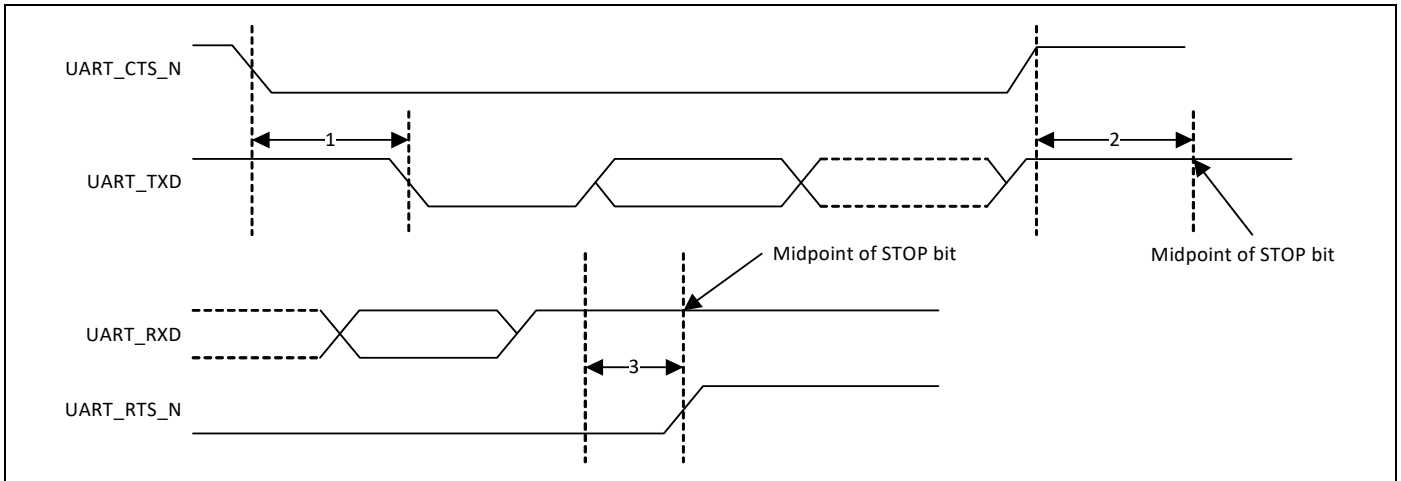 UART_CTS_N
1
2
UART_TXD
Midpoint of STOP bit
Midpoint of STOP bit
UART_RXD
3
UART_RTS_N